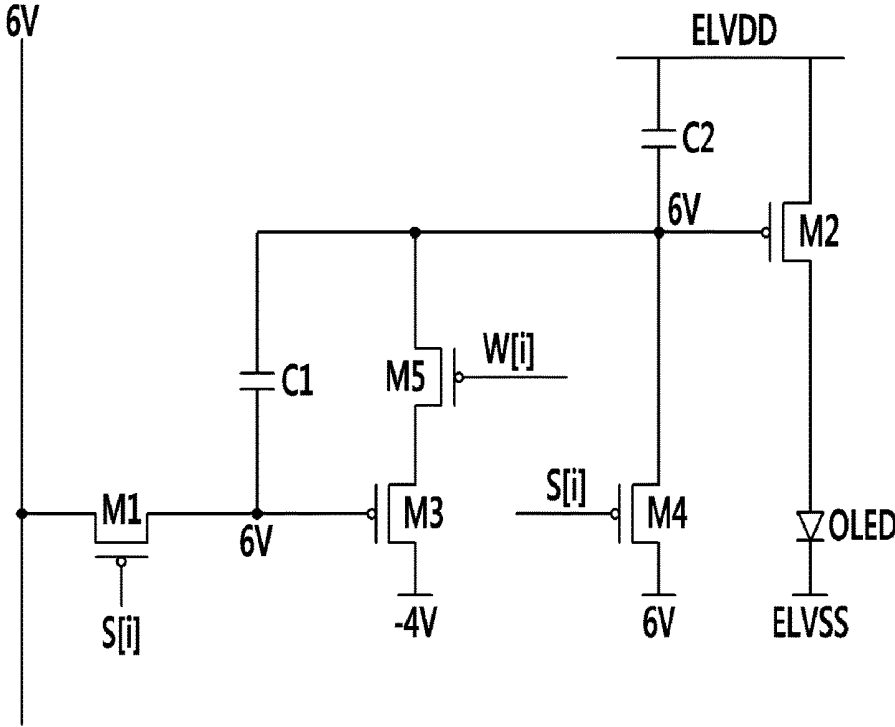 6V
ELVDD
C2
6V
M2
W[i]
M5
C1
S[i]
M1
M3
M4
OLED
6V
-4V
6V
ELVSS
S[i]